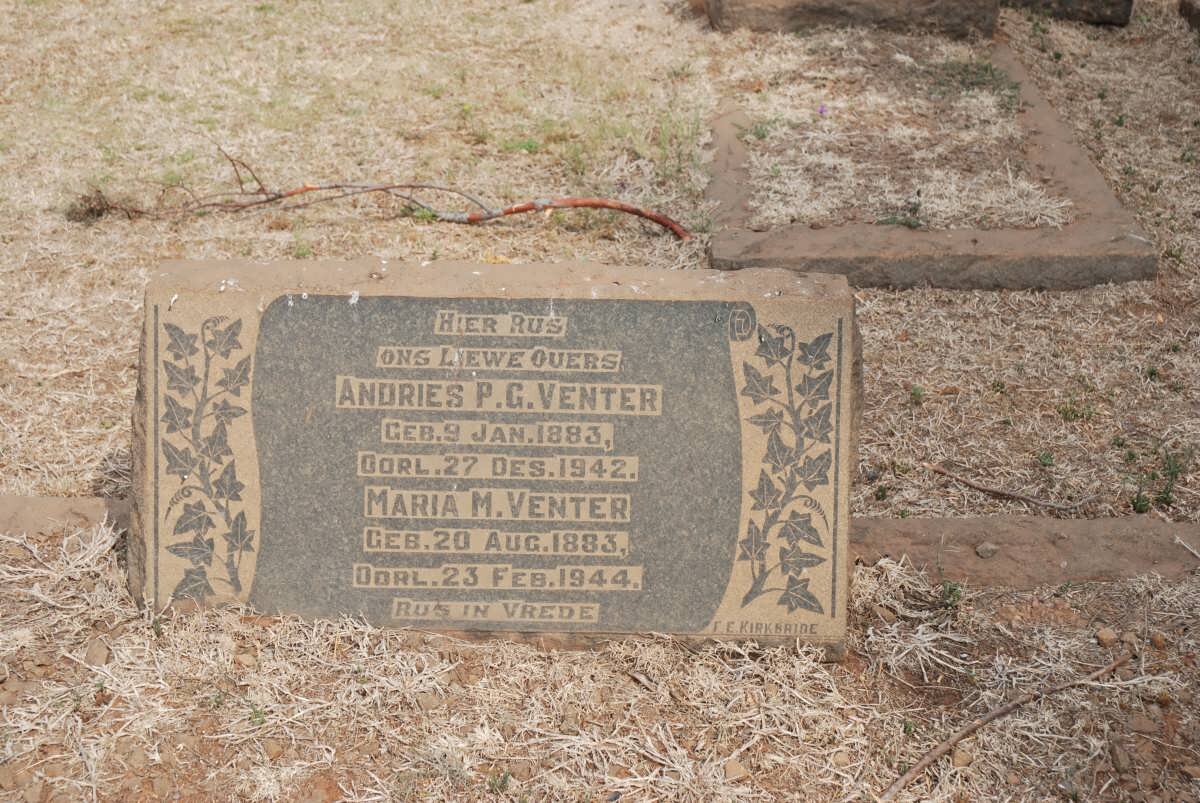 HIER RUS
ONS LIEWE OUERS
ANDRIES P.G. VENTER
GEB. 9 JAN. 1883,
OORL. 27 DES. 1942.
MARIA M. VENTER
GEB. 20 AUG. 1883,
OORL. 23 FEB. 1944.
RUS IN VREDE
F.E. KIRKBRIDE